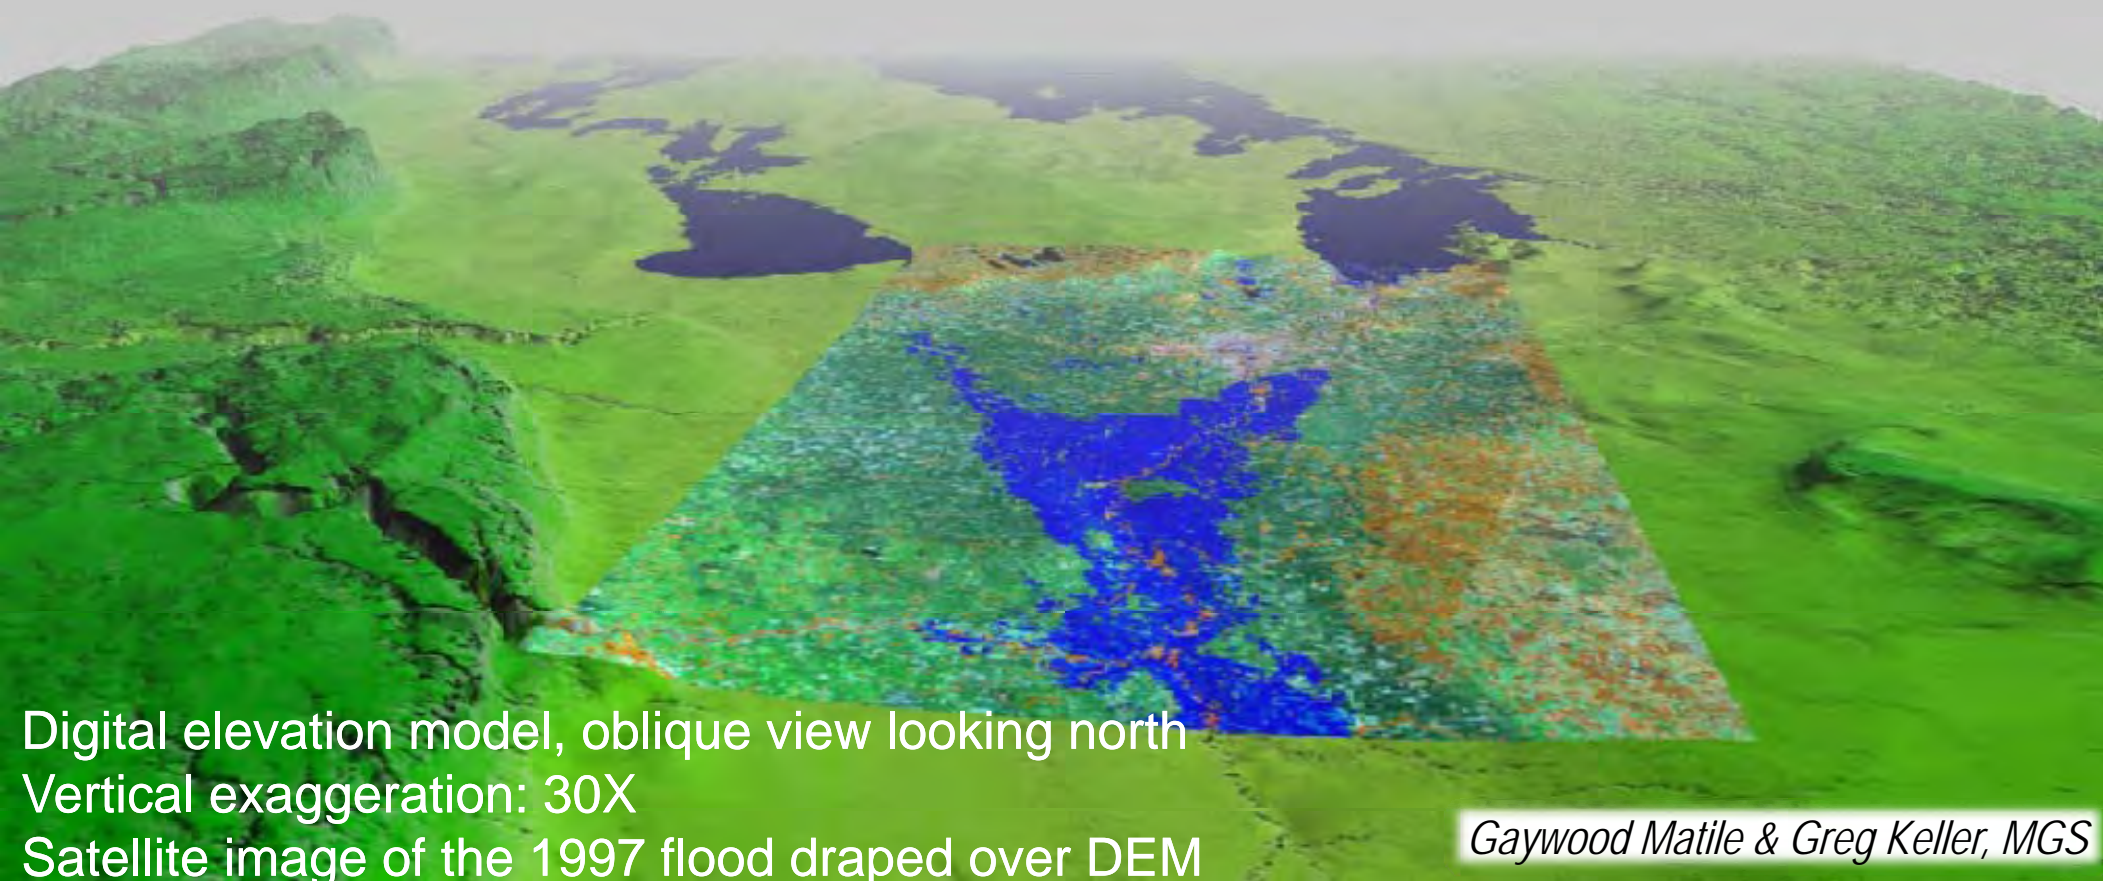 Digital elevation model, oblique view looking north
Vertical exaggeration: 30X
Satellite image of the 1997 flood draped over DEM
Gaywood Matile & Greg Keller, MGS